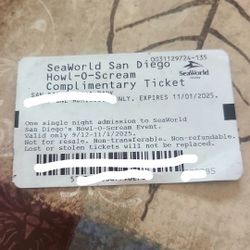 SeaWorld San Diego
0031129724-135
Howl-O-Scream
SeaWorld
Complimentary Ticket
ONLY. EXPIRES 11/01/2025.
One single night admission to SeaWorld
San Diego's Howl-O-Scream Event.
Valid only 9/12-11/1/2025.
Not for resale. Non-transferable. Non-refundable.
Lost or stolen tickets will not be replaced.